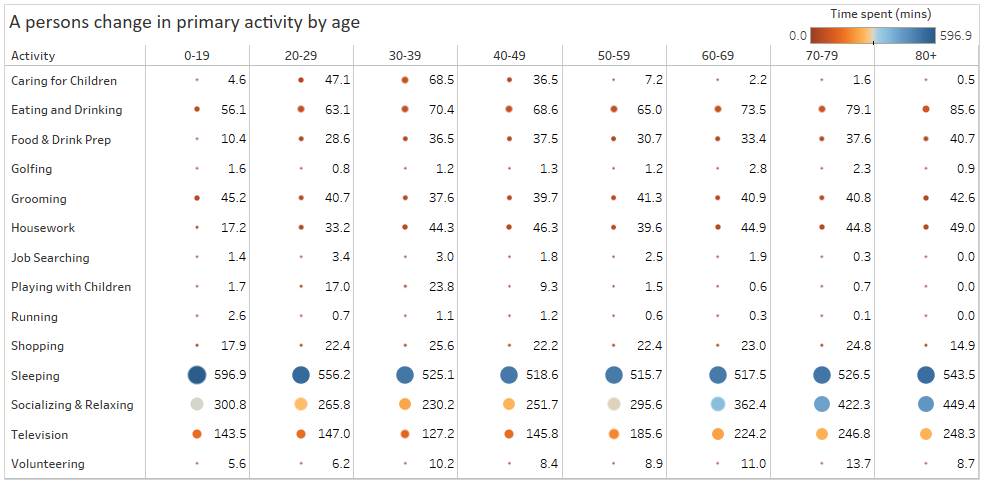 Time spent (mins)
A persons change in primary activity by age
0.0 596.9
Activity 0-19 20-29 30-39 40-49 50-59 60-69 70-79 80+
Caring for Children 4.6 47.1 68.5 36.5 7.2 2.2 1.6 0.5
Eating and Drinking 56.1 63.1 70.4 68.6 65.0 73.5 79.1 85.6
Food & Drink Prep 10.4 28.6 36.5 37.5 30.7 33.4 37.6 40.7
Golfing 1.6 0.8 1.2 1.3 1.2 2.8 2.3 0.9
Grooming 45.2 40.7 37.6 39.7 41.3 40.9 40.8 42.6
Housework 17.2 33.2 44.3 46.3 39.6 44.9 44.8 49.0
Job Searching 1.4 3.4 3.0 1.8 2.5 1.9 0.3 0.0
Playing with Children 1.7 17.0 23.8 9.3 1.5 0.6 0.7 0.0
Running 2.6 0.7 1.1 1.2 0.6 0.3 0.1 0.0
Shopping 17.9 22.4 25.6 22.2 22.4 23.0 24.8 14.9
Sleeping 596.9 556.2 525.1 518.6 515.7 517.5 526.5 543.5
Socializing & Relaxing 300.8 265.8 230.2 251.7 295.6 362.4 422.3 449.4
Television 143.5 147.0 127.2 145.8 185.6 224.2 246.8 248.3
Volunteering 5.6 6.2 10.2 8.4 8.9 11.0 13.7 8.7